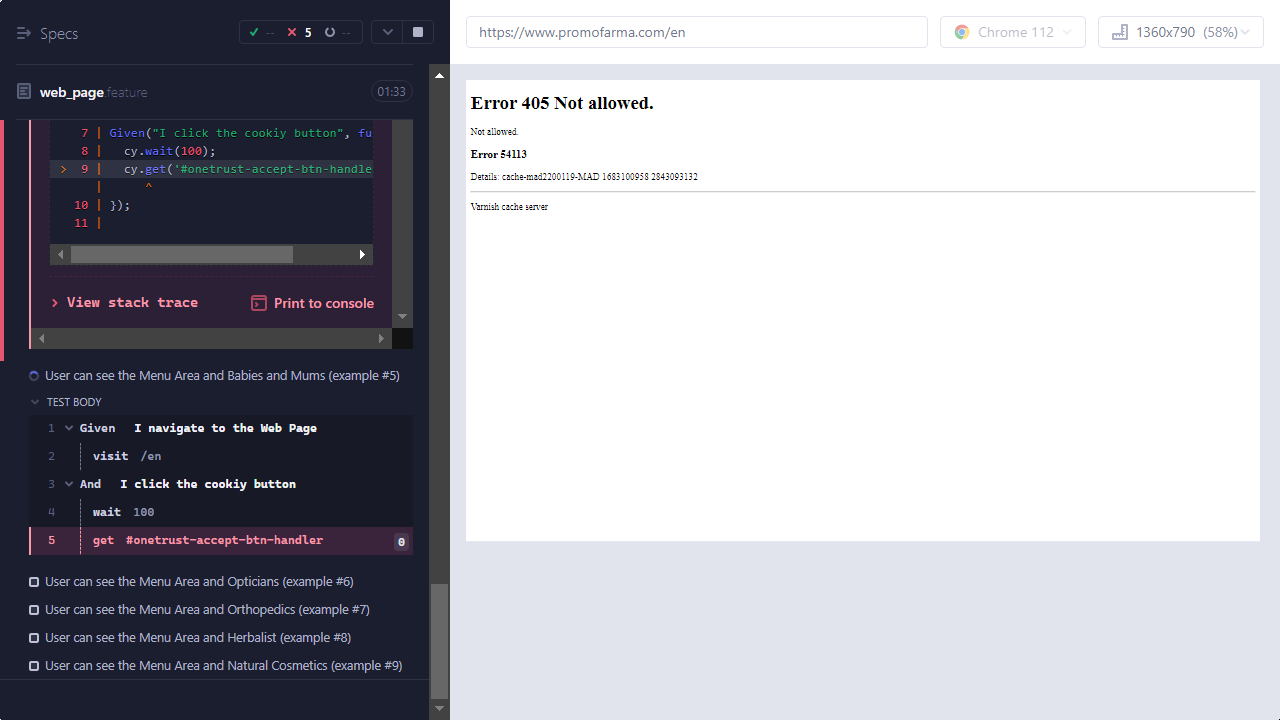 Specs
-- 5 --
web_page.feature
01:33
7 | Given("I click the cookiy button", fu
8 | cy.wait(100);
> 9 | cy.get('#onetrust-accept-btn-handle
| ^
10 | });
11 |
View stack trace
Print to console
User can see the Menu Area and Babies and Mums (example #5)
TEST BODY
1 Given I navigate to the Web Page
2 visit /en
3 And I click the cookiy button
4 wait 100
5 get #onetrust-accept-btn-handler 0
User can see the Menu Area and Opticians (example #6)
User can see the Menu Area and Orthopedics (example #7)
User can see the Menu Area and Herbalist (example #8)
User can see the Menu Area and Natural Cosmetics (example #9)
https://www.promofarma.com/en
Chrome 112
1360x790 (58%)
Error 405 Not allowed.
Not allowed.
Error 54113
Details: cache-mad2200119-MAD 1683100958 2843093132
Varnish cache server